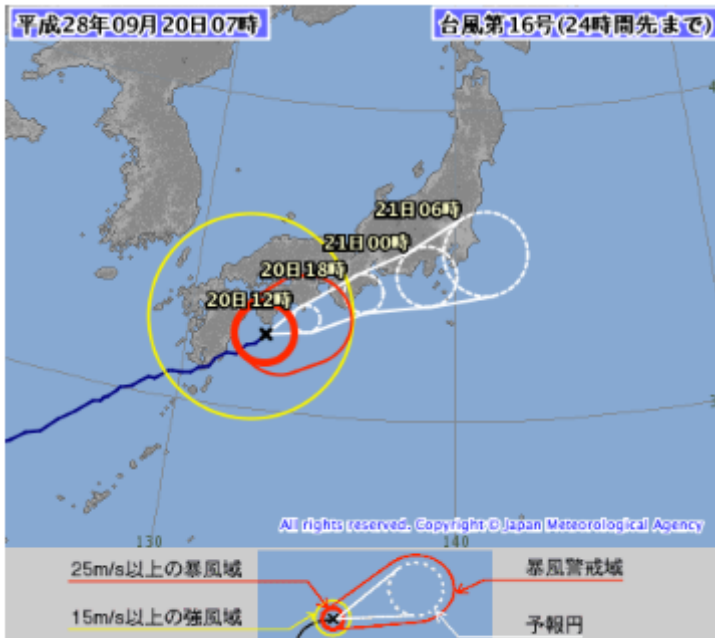 平成28年09月20日07時
台風第16号(24時間先まで)
21日06時
21日00時
20日18時
20日12時
All rights reserved. Copyright © Japan Meteorological Agency
130
140
25m/s以上の暴風域
暴風警戒域
15m/s以上の強風域
予報円